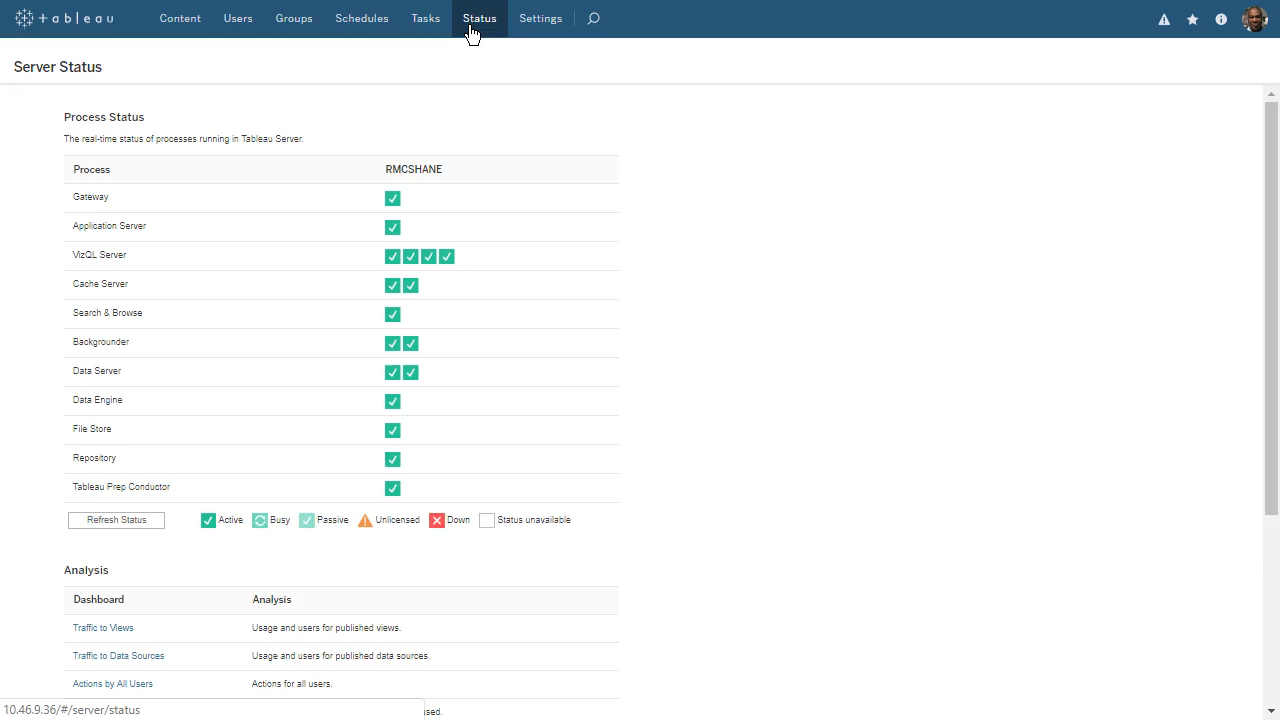 + a b l e a u Content Users Groups Schedules Tasks Status Settings
Server Status
Process Status
The real-time status of processes running in Tableau Server.
Process RMCSHANE
Gateway
Application Server
VizQL Server
Cache Server
Search & Browse
Backgrounder
Data Server
Data Engine
File Store
Repository
Tableau Prep Conductor
Refresh Status Active Busy Passive Unlicensed Down Status unavailable
Analysis
Dashboard Analysis
Traffic to Views Usage and users for published views.
Traffic to Data Sources Usage and users for published data sources.
Actions by All Users Actions for all users.
10.46.9.36/#/server/status